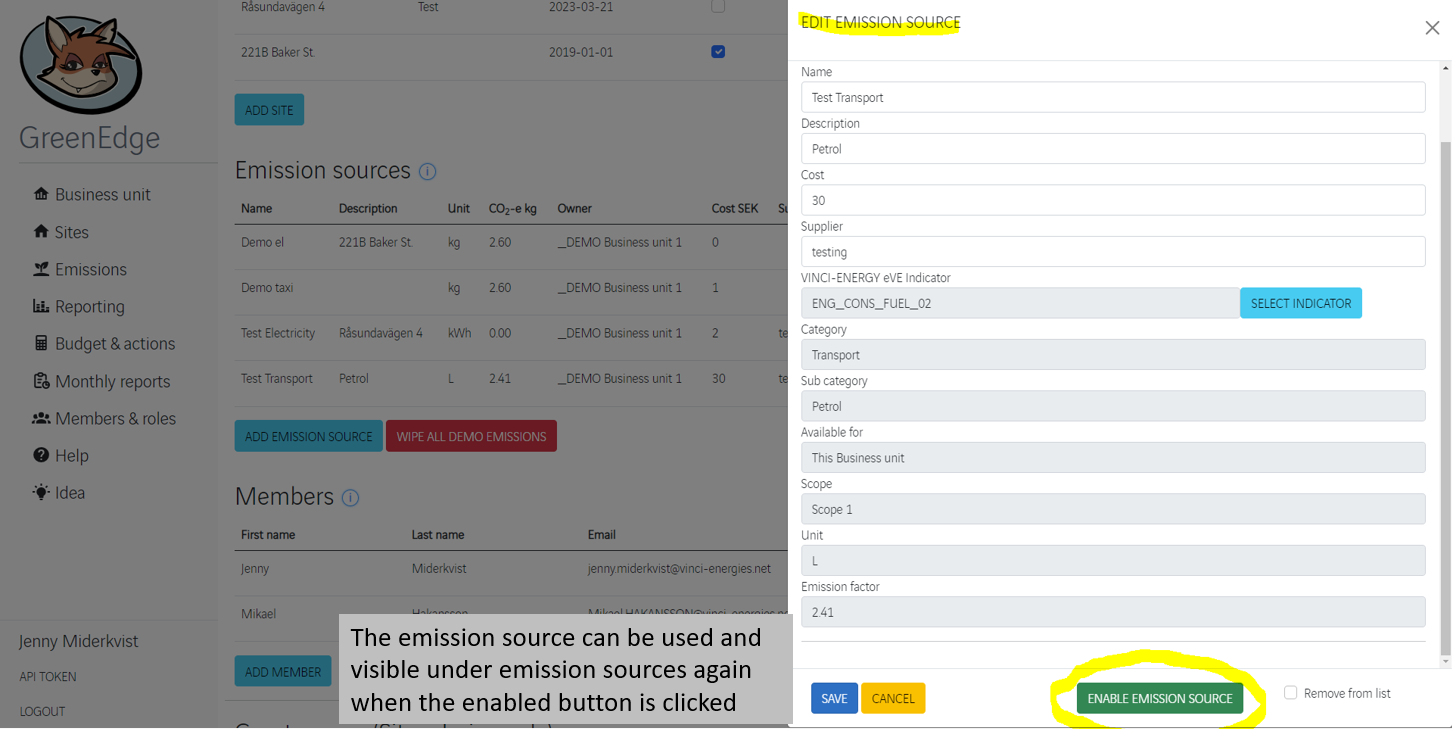 GreenEdge
Business unit
Sites
Emissions
Reporting
Budget & actions
Monthly reports
Members & roles
Help
Idea
Jenny Miderkvist
API TOKEN
LOGOUT
Råsundavägen 4 Test 2023-03-21
221B Baker St. 2019-01-01
ADD SITE
Emission sources
Name Description Unit CO₂-e kg Owner Cost SEK Su
Demo el 221B Baker St. kg 2.60 _DEMO Business unit 1 0
Demo taxi kg 2.60 _DEMO Business unit 1 1
Test Electricity Råsundavägen 4 kWh 0.00 _DEMO Business unit 1 2 te
Test Transport Petrol L 2.41 _DEMO Business unit 1 30 te
ADD EMISSION SOURCE WIPE ALL DEMO EMISSIONS
Members
First name Last name Email
Jenny Miderkvist jenny.miderkvist@vinci-energies.net
Mikael Hakansson
ADD MEMBER
The emission source can be used and
visible under emission sources again
when the enabled button is clicked
EDIT EMISSION SOURCE
Name
Test Transport
Description
Petrol
Cost
30
Supplier
testing
VINCI-ENERGY eVE Indicator
ENG_CONS_FUEL_02 SELECT INDICATOR
Category
Transport
Sub category
Petrol
Available for
This Business unit
Scope
Scope 1
Unit
L
Emission factor
2.41
SAVE CANCEL ENABLE EMISSION SOURCE Remove from list